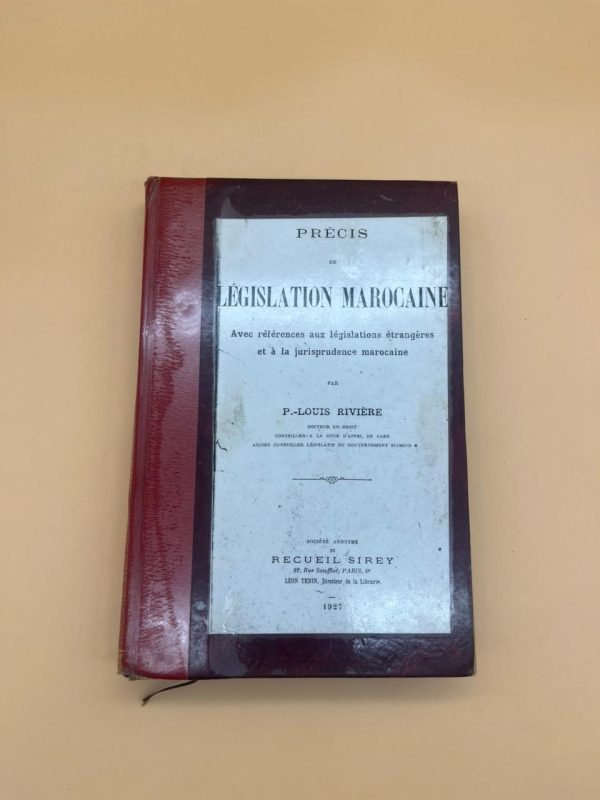 PRÉCIS
DE
LÉGISLATION MAROCAINE
Avec références aux législations étrangères
et à la jurisprudence marocaine
PAR
P.-LOUIS RIVIÈRE
DOCTEUR EN DROIT
CONSEILLER A LA COUR D'APPEL DE CAEN
ANCIEN CONSEILLER LÉGISLATIF DU GOUVERNEMENT SIAMOIS
SOCIÉTÉ ANONYME
DU
RECUEIL SIREY
22, Rue Soufflot, PARIS, 5e
LÉON TENIN, Directeur de la Librairie.
1927